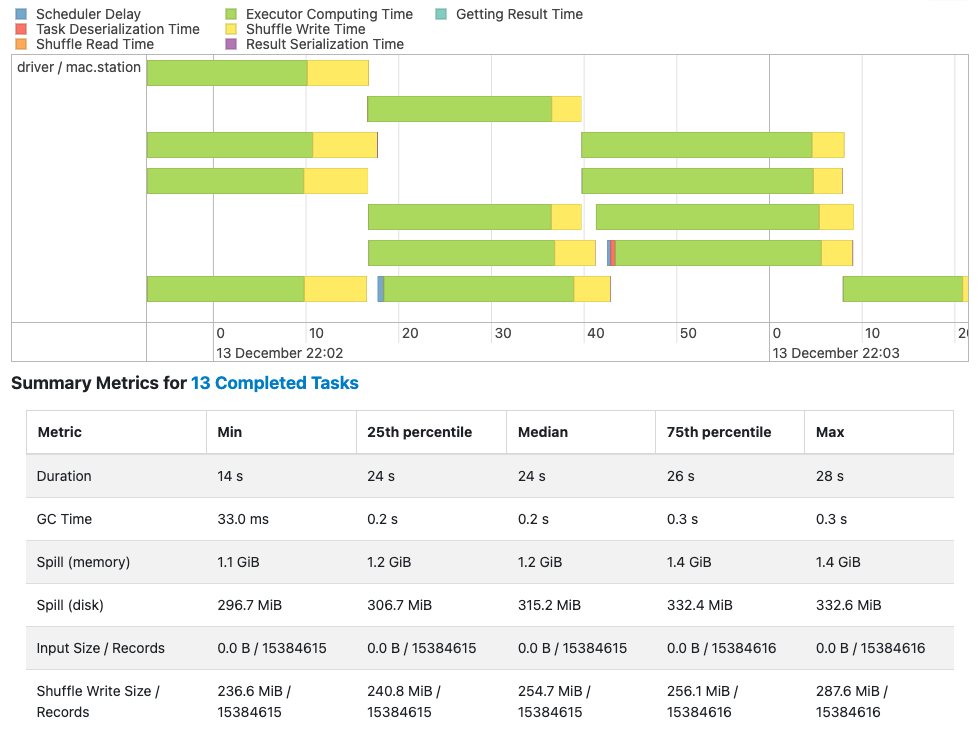 Scheduler Delay Executor Computing Time Getting Result Time
Task Deserialization Time Shuffle Write Time
Shuffle Read Time Result Serialization Time
driver / mac.station
0 10 20 30 40 50 0 10
13 December 22:02 13 December 22:03
Summary Metrics for 13 Completed Tasks
Metric Min 25th percentile Median 75th percentile Max
Duration 14 s 24 s 24 s 26 s 28 s
GC Time 33.0 ms 0.2 s 0.2 s 0.3 s 0.3 s
Spill (memory) 1.1 GiB 1.2 GiB 1.2 GiB 1.4 GiB 1.4 GiB
Spill (disk) 296.7 MiB 306.7 MiB 315.2 MiB 332.4 MiB 332.6 MiB
Input Size / Records 0.0 B / 15384615 0.0 B / 15384615 0.0 B / 15384615 0.0 B / 15384616 0.0 B / 15384616
Shuffle Write Size / 236.6 MiB / 240.8 MiB / 254.7 MiB / 256.1 MiB / 287.6 MiB /
Records 15384615 15384615 15384615 15384616 15384616